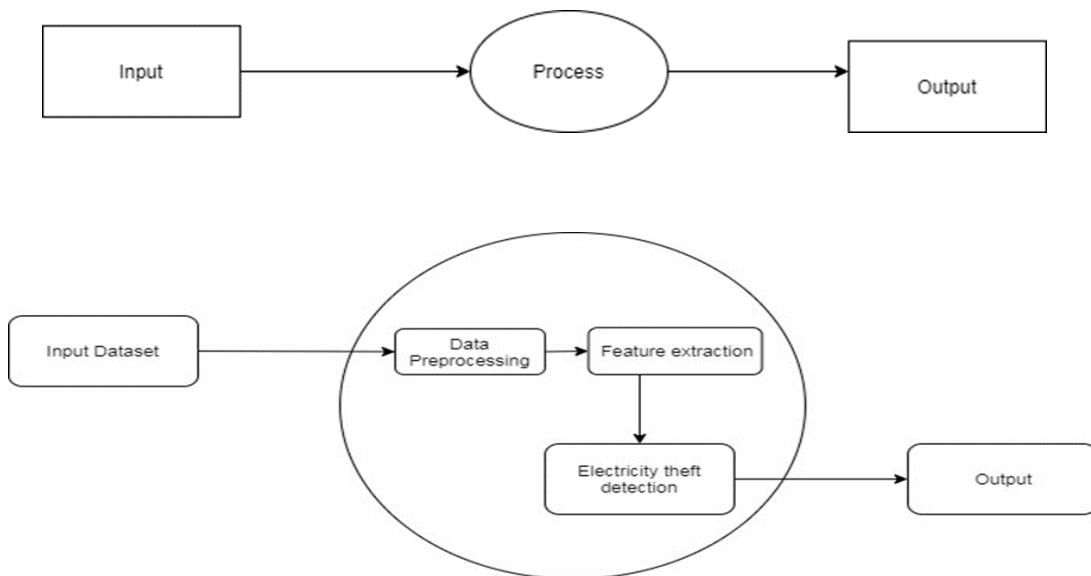 Input
Process
Output
Input Dataset
Data
Preprocessing
Feature extraction
Electricity theft
detection
Output